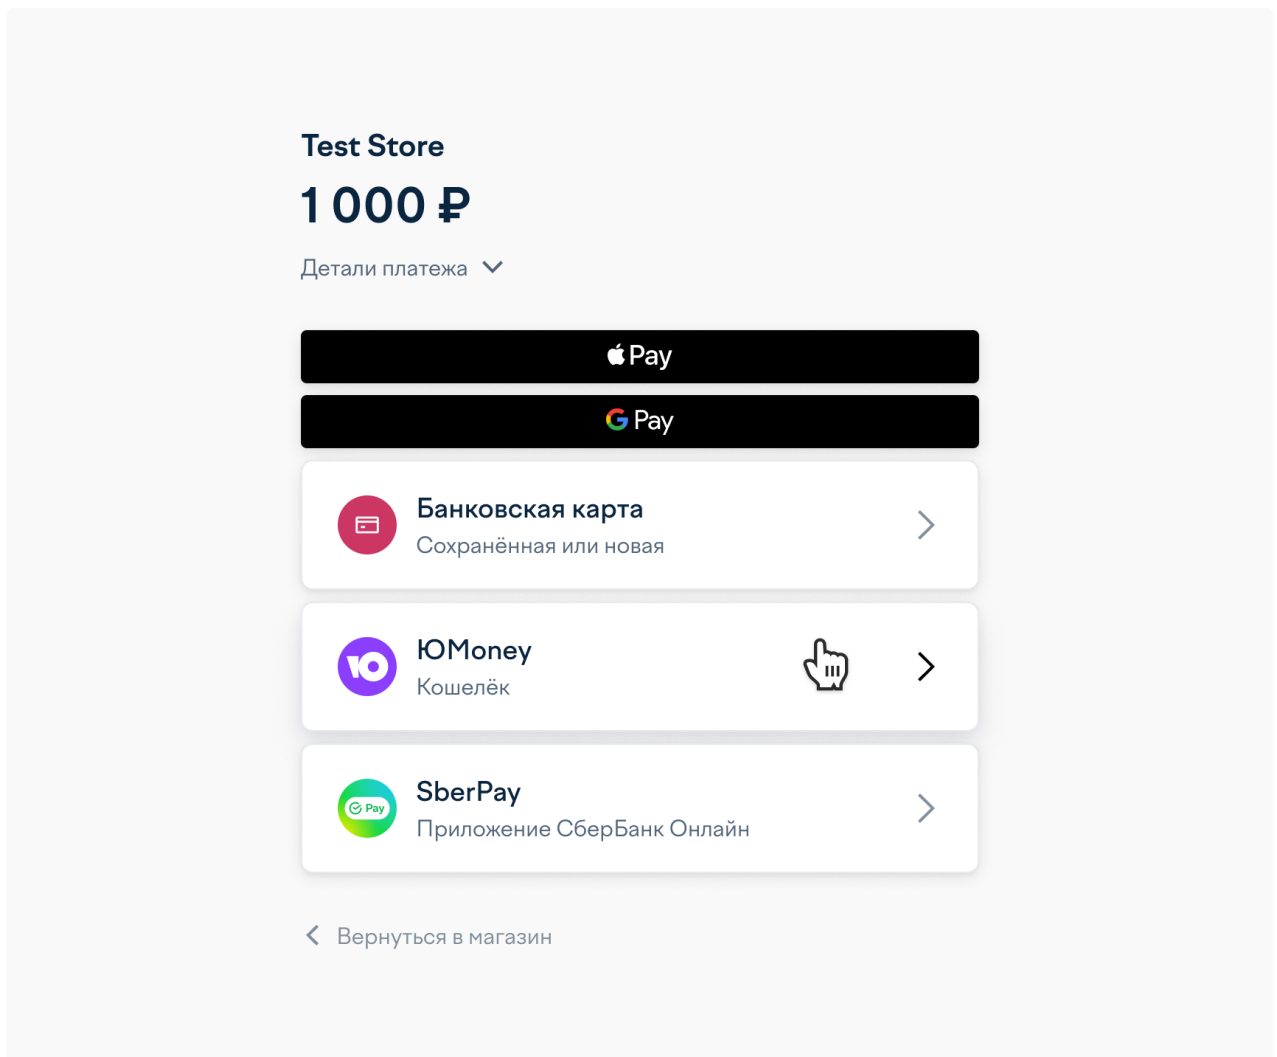 Test Store
1 000 ₽
Детали платежа
Pay
G Pay
Банковская карта
Сохранённая или новая
Ю
ЮMoney
Кошелёк
Pay
SberPay
Приложение СберБанк Онлайн
Вернуться в магазин